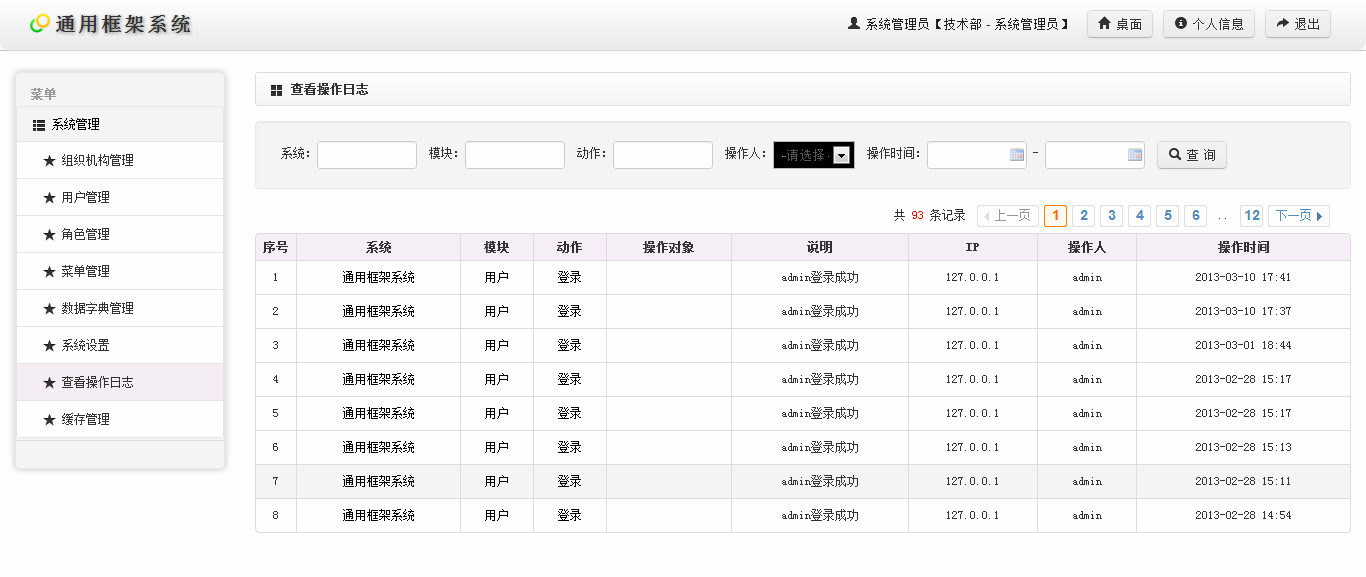 通用框架系统
系统管理员【技术部 - 系统管理员】 桌面 个人信息 退出
菜单
系统管理
组织机构管理
用户管理
角色管理
菜单管理
数据字典管理
系统设置
查看操作日志
缓存管理
查看操作日志
系统: 模块: 动作: 操作人: -请选择 操作时间: - 查 询
共 93 条记录 上一页 1 2 3 4 5 6 .. 12 下一页
序号 系统 模块 动作 操作对象 说明 IP 操作人 操作时间
1 通用框架系统 用户 登录 admin登录成功 127.0.0.1 admin 2013-03-10 17:41
2 通用框架系统 用户 登录 admin登录成功 127.0.0.1 admin 2013-03-10 17:37
3 通用框架系统 用户 登录 admin登录成功 127.0.0.1 admin 2013-03-01 18:44
4 通用框架系统 用户 登录 admin登录成功 127.0.0.1 admin 2013-02-28 15:17
5 通用框架系统 用户 登录 admin登录成功 127.0.0.1 admin 2013-02-28 15:17
6 通用框架系统 用户 登录 admin登录成功 127.0.0.1 admin 2013-02-28 15:13
7 通用框架系统 用户 登录 admin登录成功 127.0.0.1 admin 2013-02-28 15:11
8 通用框架系统 用户 登录 admin登录成功 127.0.0.1 admin 2013-02-28 14:54